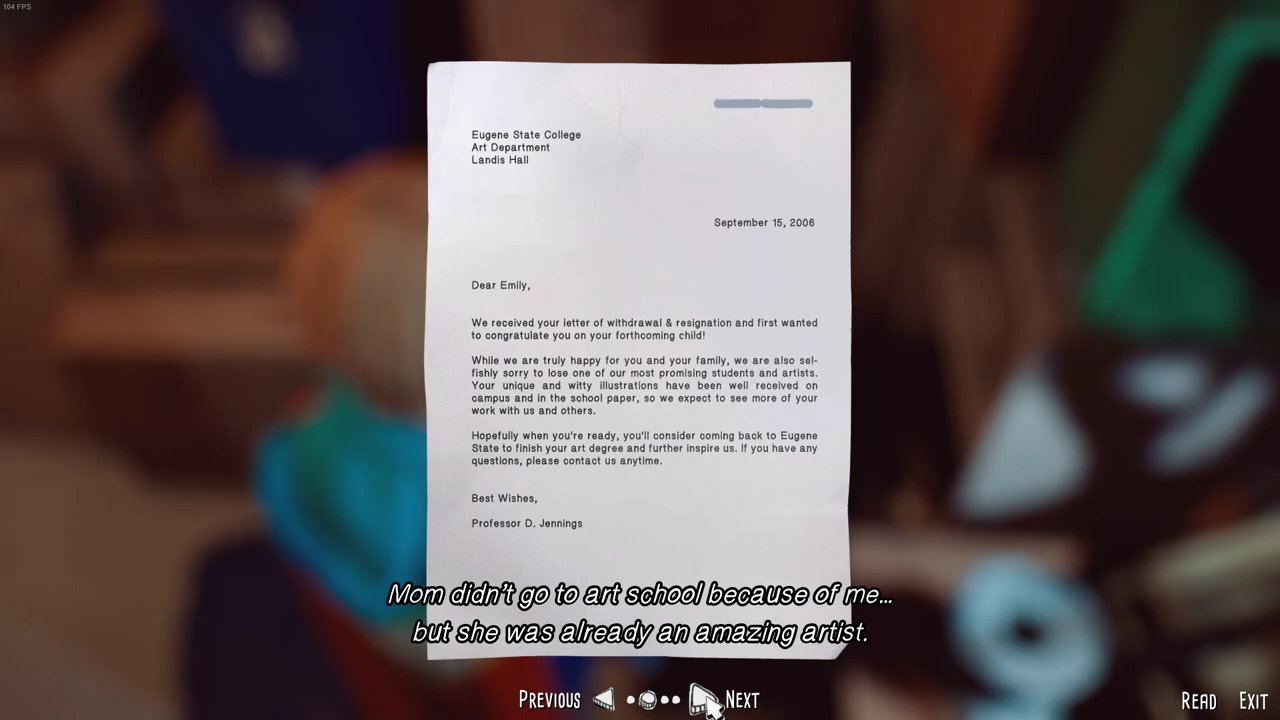 104 FPS
Eugene State College
Art Department
Landis Hall
September 15, 2006
Dear Emily,
We received your letter of withdrawal & resignation and first wanted
to congratulate you on your forthcoming child!
While we are truly happy for you and your family, we are also sel-
fishly sorry to lose one of our most promising students and artists.
Your unique and witty illustrations have been well received on
campus and in the school paper, so we expect to see more of your
work with us and others.
Hopefully when you're ready, you'll consider coming back to Eugene
State to finish your art degree and further inspire us. If you have any
questions, please contact us anytime.
Best Wishes,
Professor D. Jennings
Mom didn't go to art school because of me...
but she was already an amazing artist.
PREVIOUS NEXT READ EXIT